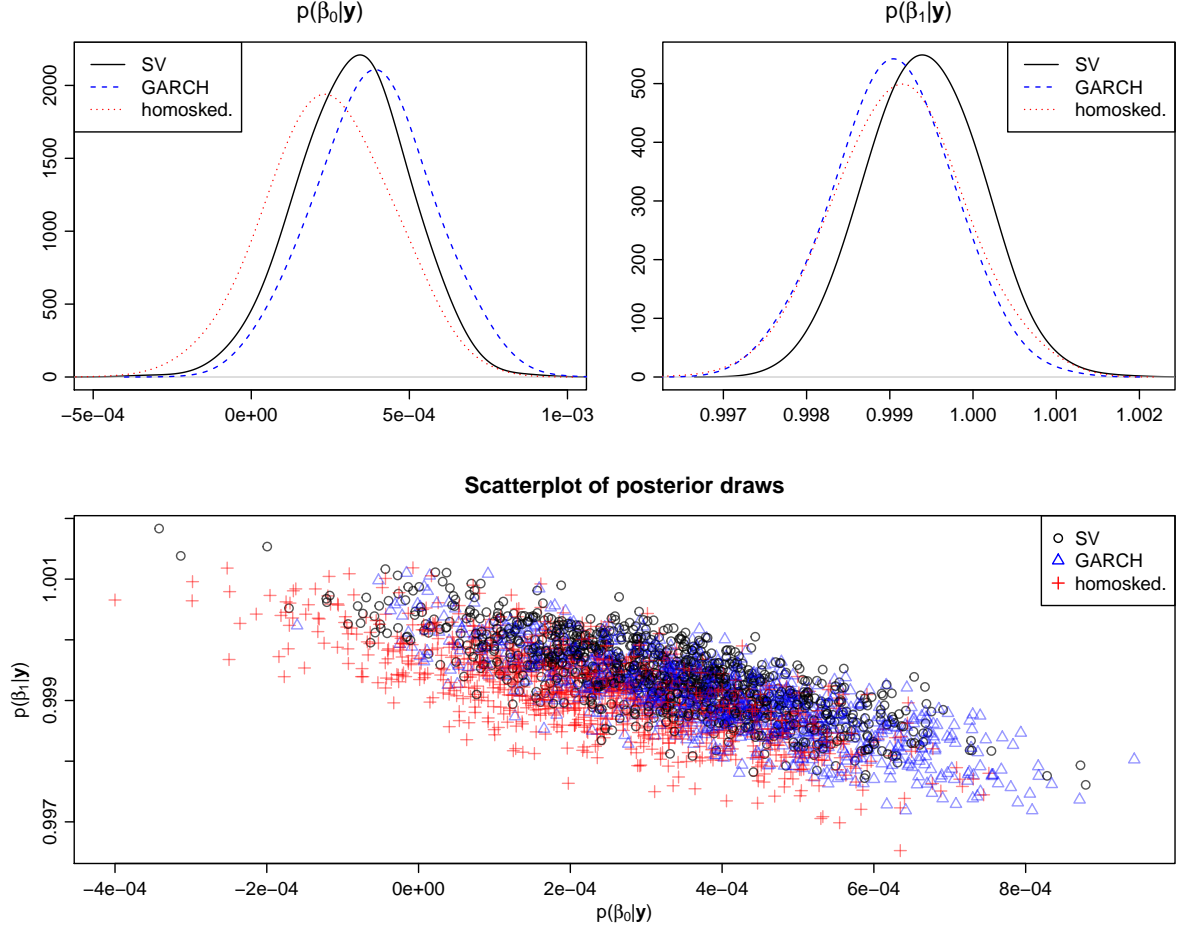 p(β₀|y)
SV
GARCH
homosked.
0
500
1000
1500
2000
−5e−04 0e+00 5e−04 1e−03
p(β₁|y)
SV
GARCH
homosked.
0
100
200
300
400
500
0.997 0.998 0.999 1.000 1.001 1.002
Scatterplot of posterior draws
SV
GARCH
homosked.
p(β₁|y)
0.997
0.999
1.001
−4e−04 −2e−04 0e+00 2e−04 4e−04 6e−04 8e−04
p(β₀|y)